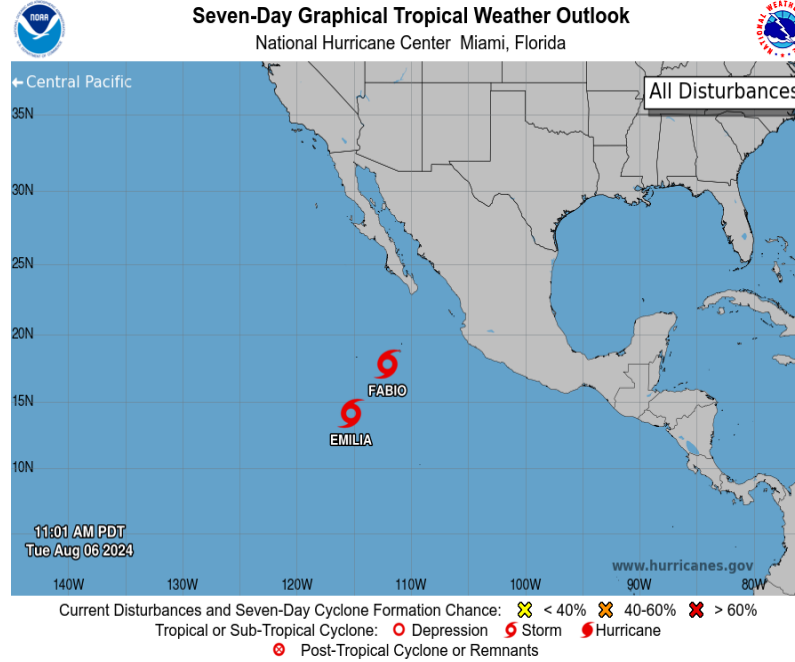 Seven-Day Graphical Tropical Weather Outlook
National Hurricane Center Miami, Florida
NOAA
← Central Pacific
All Disturbances
35N
30N
25N
20N
FABIO
15N
EMILIA
10N
11:01 AM PDT
Tue Aug 06 2024
www.hurricanes.gov
140W 130W 120W 110W 100W 90W 80W
Current Disturbances and Seven-Day Cyclone Formation Chance: < 40% 40-60% > 60%
Tropical or Sub-Tropical Cyclone: Depression Storm Hurricane
Post-Tropical Cyclone or Remnants